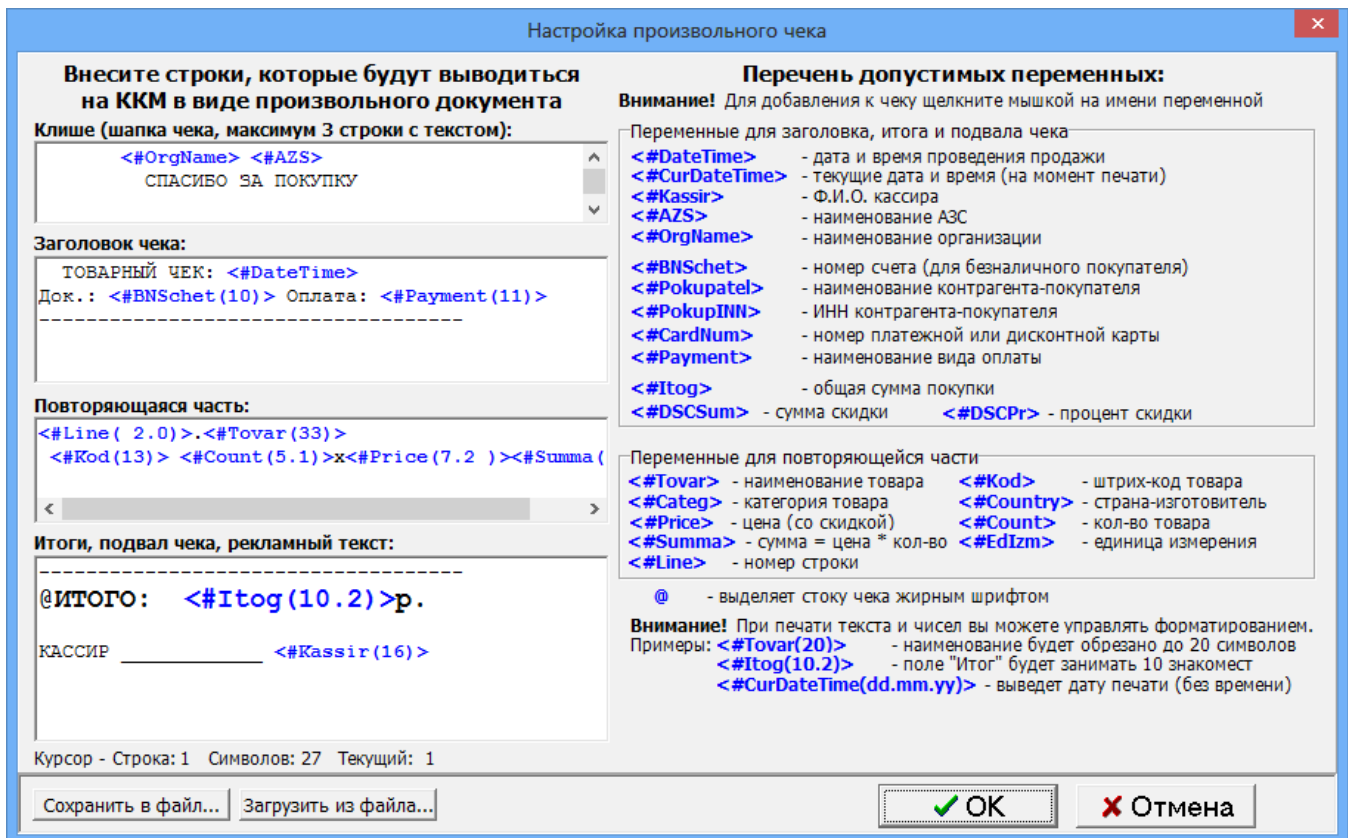 Настройка произвольного чека
Внесите строки, которые будут выводиться
на ККМ в виде произвольного документа
Клише (шапка чека, максимум 3 строки с текстом):
<#OrgName> <#AZS>
СПАСИБО ЗА ПОКУПКУ
Заголовок чека:
ТОВАРНЫЙ ЧЕК: <#DateTime>
Док.: <#BNSchet(10)> Оплата: <#Payment(11)>
------------------------------------
Повторяющаяся часть:
<#Line( 2.0)>.<#Tovar(33)>
<#Kod(13)> <#Count(5.1)>x<#Price(7.2 )><#Summa(
Итоги, подвал чека, рекламный текст:
------------------------------------
@ИТОГО: <#Itog(10.2)>р.
КАССИР ____________ <#Kassir(16)>
Курсор - Строка: 1 Символов: 27 Текущий: 1
Перечень допустимых переменных:
Внимание! Для добавления к чеку щелкните мышкой на имени переменной
Переменные для заголовка, итога и подвала чека
<#DateTime> - дата и время проведения продажи
<#CurDateTime> - текущие дата и время (на момент печати)
<#Kassir> - Ф.И.О. кассира
<#AZS> - наименование АЗС
<#OrgName> - наименование организации
<#BNSchet> - номер счета (для безналичного покупателя)
<#Pokupatel> - наименование контрагента-покупателя
<#PokupINN> - ИНН контрагента-покупателя
<#CardNum> - номер платежной или дисконтной карты
<#Payment> - наименование вида оплаты
<#Itog> - общая сумма покупки
<#DSCSum> - сумма скидки <#DSCPr> - процент скидки
Переменные для повторяющейся части
<#Tovar> - наименование товара <#Kod> - штрих-код товара
<#Categ> - категория товара <#Country> - страна-изготовитель
<#Price> - цена (со скидкой) <#Count> - кол-во товара
<#Summa> - сумма = цена * кол-во <#EdIzm> - единица измерения
<#Line> - номер строки
@ - выделяет стоку чека жирным шрифтом
Внимание! При печати текста и чисел вы можете управлять форматированием.
Примеры: <#Tovar(20)> - наименование будет обрезано до 20 символов
<#Itog(10.2)> - поле "Итог" будет занимать 10 знакомест
<#CurDateTime(dd.mm.yy)> - выведет дату печати (без времени)
Сохранить в файл... Загрузить из файла... OK Отмена